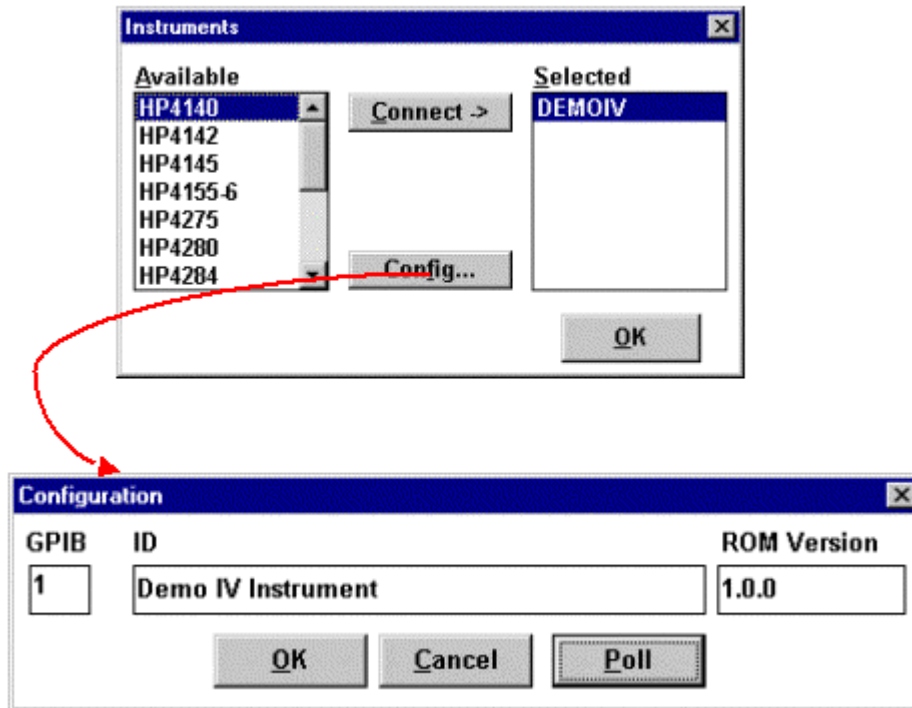 Instruments
Available
Selected
HP4140
HP4142
HP4145
HP4155-6
HP4275
HP4280
HP4284
Connect ->
Config...
DEMOIV
OK
Configuration
GPIB ID ROM Version
1 Demo IV Instrument 1.0.0
OK Cancel Poll